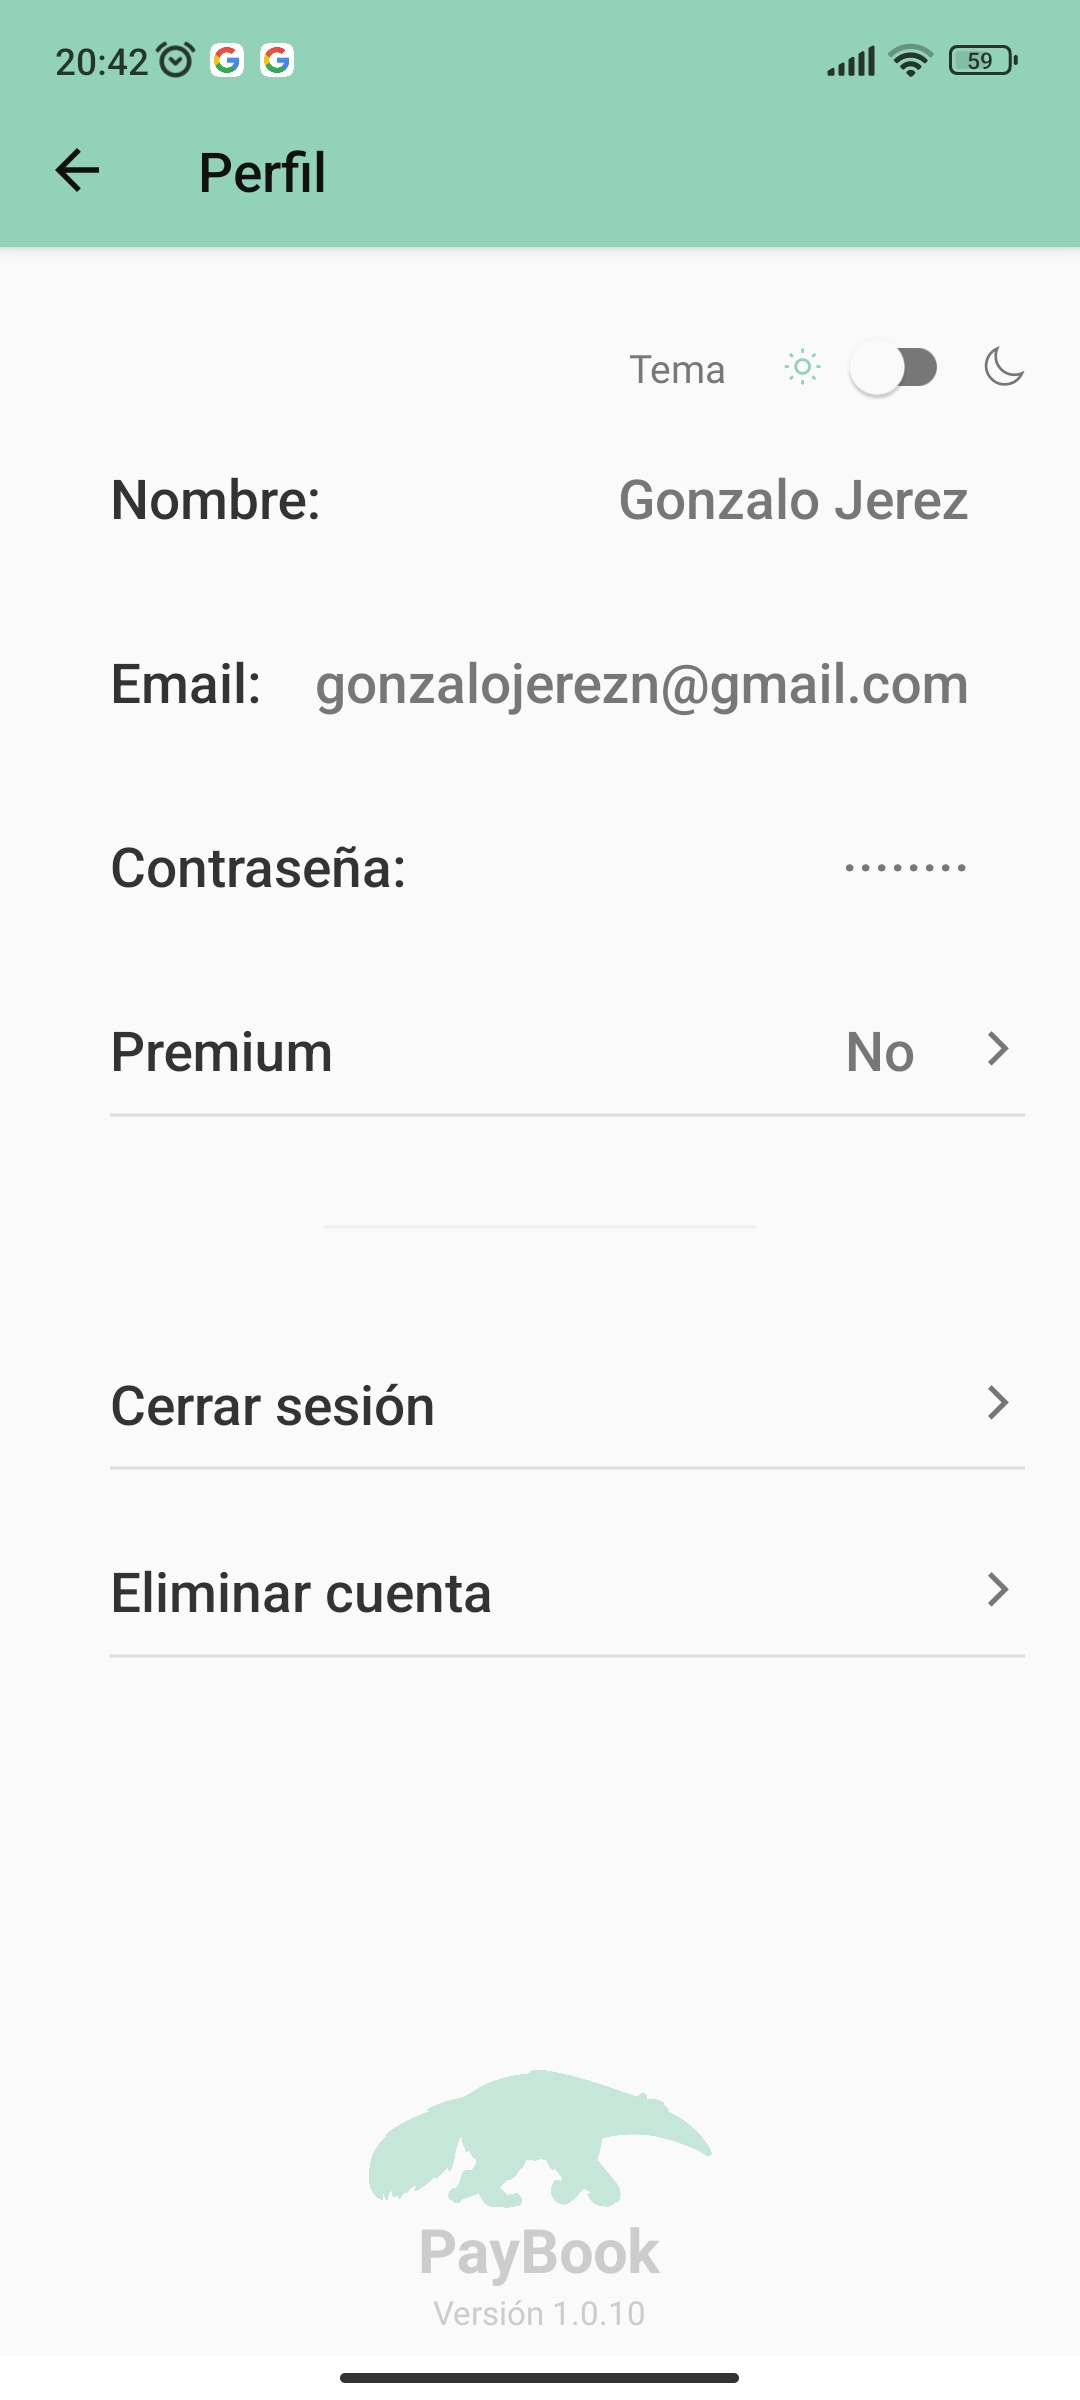 20:42
59
Perfil
Tema
Nombre: Gonzalo Jerez
Email: gonzalojerezn@gmail.com
Contraseña: ········
Premium No
Cerrar sesión
Eliminar cuenta
PayBook
Versión 1.0.10